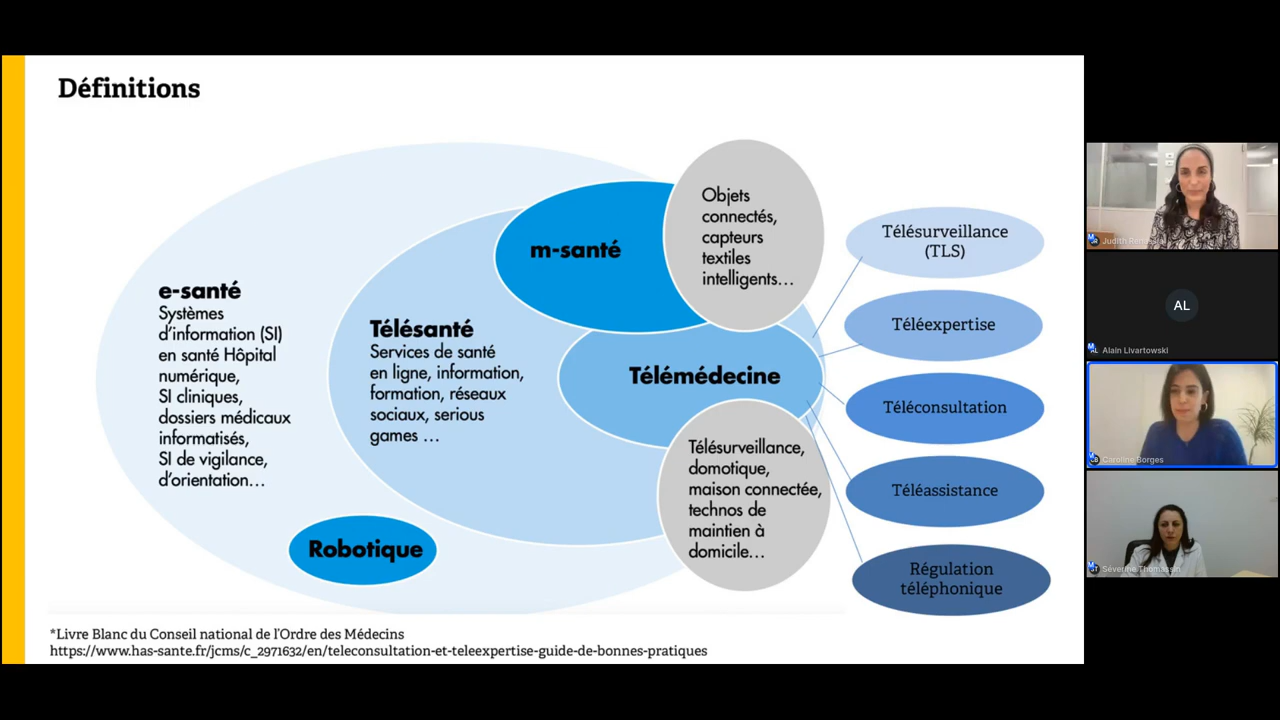 Définitions
e-santé
Systèmes
d'information (SI)
en santé Hôpital
numérique,
SI cliniques,
dossiers médicaux
informatisés,
SI de vigilance,
d'orientation...
Robotique
Télésanté
Services de santé
en ligne, information,
formation, réseaux
sociaux, serious
games ...
m-santé
Objets
connectés,
capteurs
textiles
intelligents...
Télémédecine
Télésurveillance,
domotique,
maison connectée,
technos de
maintien à
domicile...
Télésurveillance
(TLS)
Téléexpertise
Téléconsultation
Téléassistance
Régulation
téléphonique
*Livre Blanc du Conseil national de l'Ordre des Médecins
https://www.has-sante.fr/jcms/c_2971632/en/teleconsultation-et-teleexpertise-guide-de-bonnes-pratiques
Judith
AL
Alain Livartowski
Caroline Borges
Séverine Thomassin